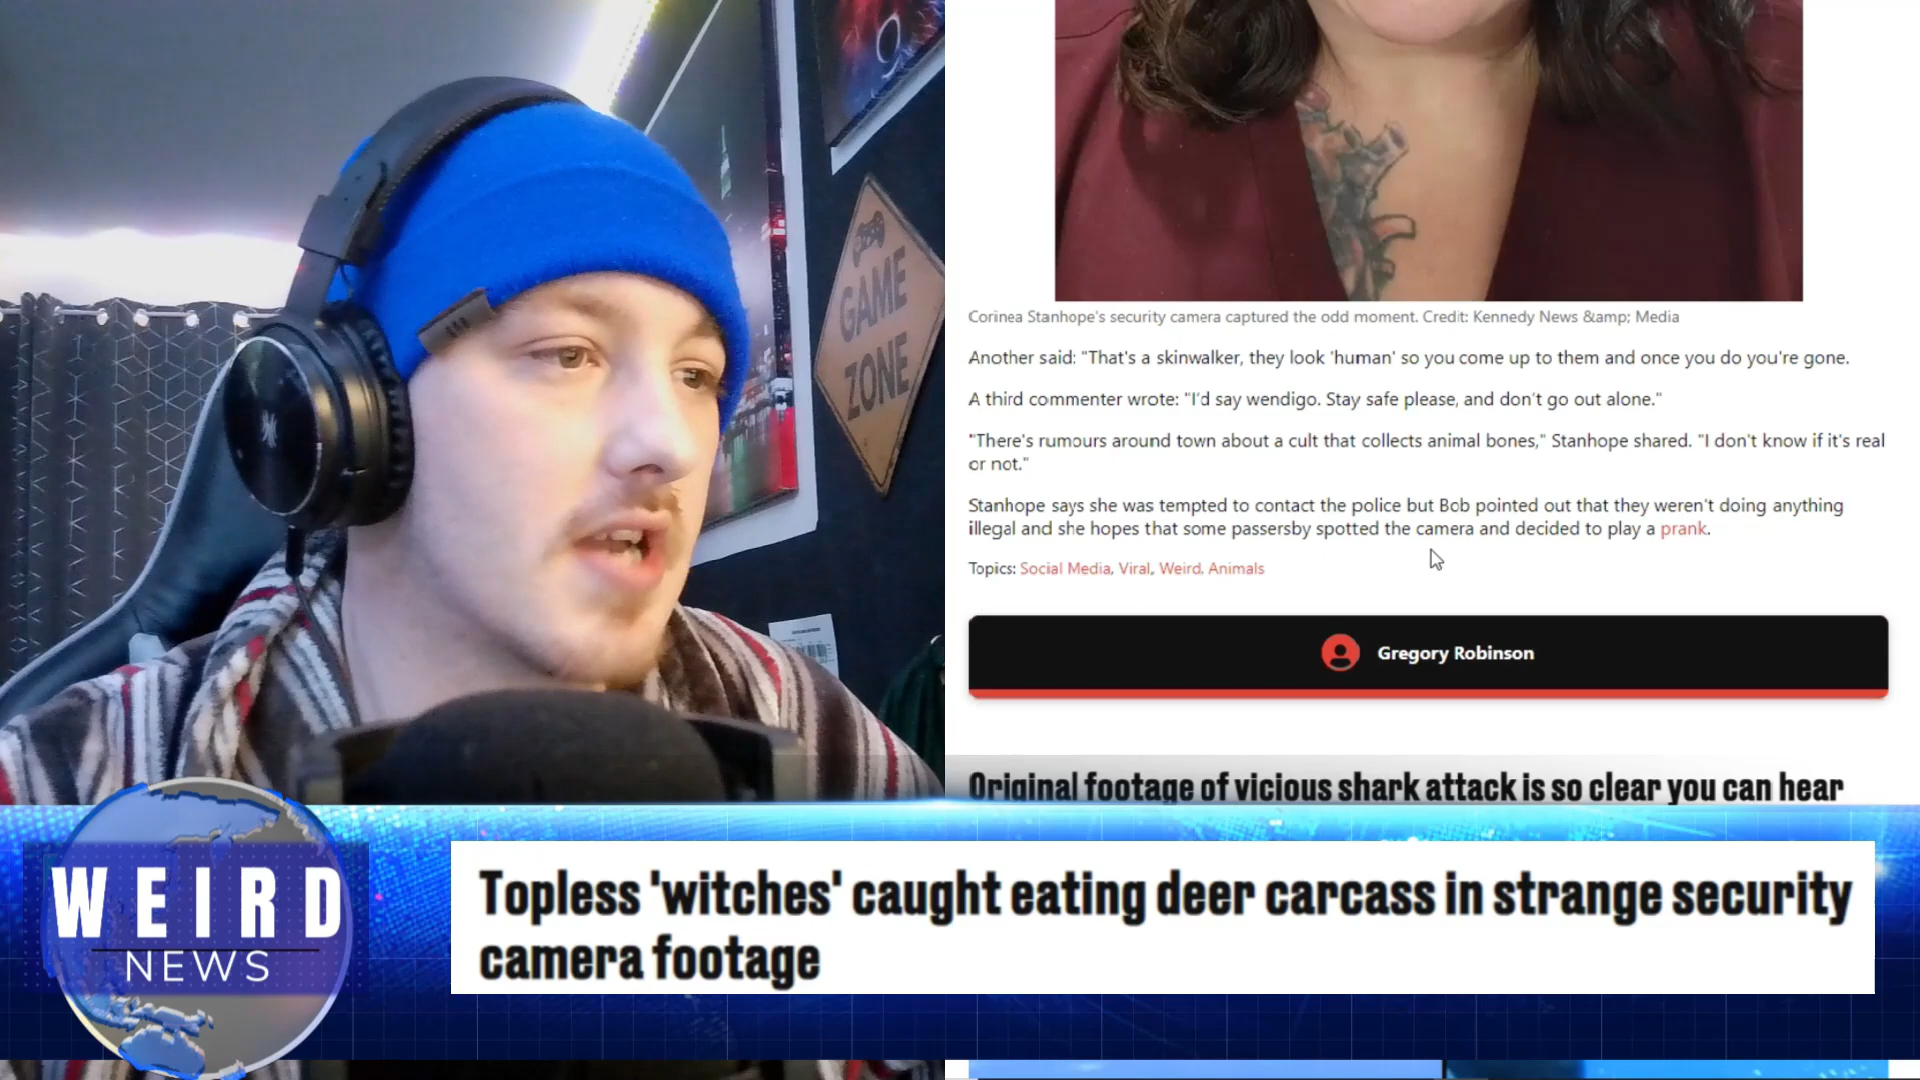 9
GAME
ZONE
Corinea Stanhope's security camera captured the odd moment. Credit: Kennedy News &amp; Media
Another said: "That's a skinwalker, they look 'human' so you come up to them and once you do you're gone.
A third commenter wrote: "I'd say wendigo. Stay safe please, and don't go out alone."
"There's rumours around town about a cult that collects animal bones," Stanhope shared. "I don't know if it's real
or not."
Stanhope says she was tempted to contact the police but Bob pointed out that they weren't doing anything
illegal and she hopes that some passersby spotted the camera and decided to play a prank.
Topics: Social Media, Viral, Weird, Animals
Gregory Robinson
Original footage of vicious shark attack is so clear you can hear
WEIRD
NEWS
Topless 'witches' caught eating deer carcass in strange security
camera footage